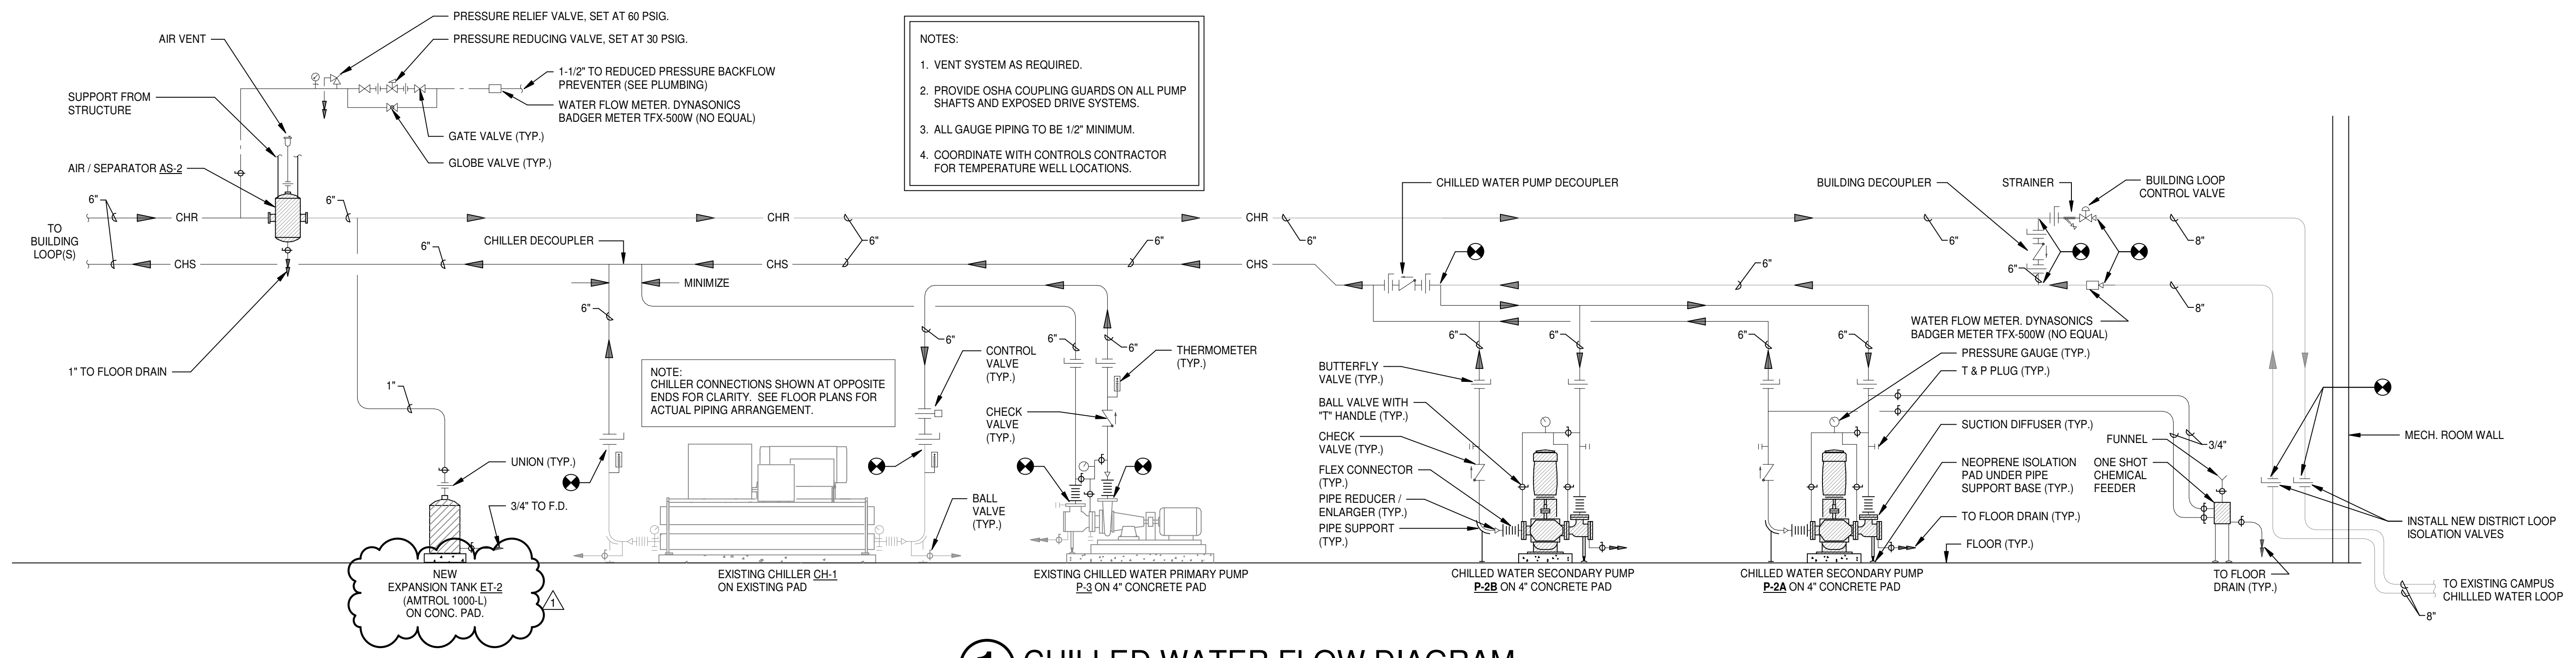 PRESSURE RELIEF VALVE, SET AT 60 PSIG.
AIR VENT
PRESSURE REDUCING VALVE, SET AT 30 PSIG.
1-1/2" TO REDUCED PRESSURE BACKFLOW
PREVENTER (SEE PLUMBING)
SUPPORT FROM
STRUCTURE
WATER FLOW METER. DYNASONICS
BADGER METER TFX-500W (NO EQUAL)
GATE VALVE (TYP.)
GLOBE VALVE (TYP.)
AIR / SEPARATOR AS-2
6"
6"
CHR
TO
BUILDING
LOOP(S)
CHS
6"
CHILLER DECOUPLER
MINIMIZE
1" TO FLOOR DRAIN
1"
6"
NOTES:
1. VENT SYSTEM AS REQUIRED.
2. PROVIDE OSHA COUPLING GUARDS ON ALL PUMP
SHAFTS AND EXPOSED DRIVE SYSTEMS.
3. ALL GAUGE PIPING TO BE 1/2" MINIMUM.
4. COORDINATE WITH CONTROLS CONTRACTOR
FOR TEMPERATURE WELL LOCATIONS.
CHR
6"
CHS
6"
CHR
6"
CHS
CHILLED WATER PUMP DECOUPLER
BUILDING DECOUPLER
STRAINER
BUILDING LOOP
CONTROL VALVE
6"
8"
6"
6"
8"
WATER FLOW METER. DYNASONICS
BADGER METER TFX-500W (NO EQUAL)
NOTE:
CHILLER CONNECTIONS SHOWN AT OPPOSITE
ENDS FOR CLARITY. SEE FLOOR PLANS FOR
ACTUAL PIPING ARRANGEMENT.
6"
CONTROL
VALVE
(TYP.)
6"
6"
THERMOMETER
(TYP.)
CHECK
VALVE
(TYP.)
BALL
VALVE
(TYP.)
UNION (TYP.)
3/4" TO F.D.
6"
6"
6"
6"
BUTTERFLY
VALVE (TYP.)
BALL VALVE WITH
"T" HANDLE (TYP.)
CHECK
VALVE (TYP.)
FLEX CONNECTOR
(TYP.)
PIPE REDUCER /
ENLARGER (TYP.)
PIPE SUPPORT
(TYP.)
PRESSURE GAUGE (TYP.)
T & P PLUG (TYP.)
SUCTION DIFFUSER (TYP.)
NEOPRENE ISOLATION
PAD UNDER PIPE
SUPPORT BASE (TYP.)
TO FLOOR DRAIN (TYP.)
FLOOR (TYP.)
FUNNEL
3/4"
ONE SHOT
CHEMICAL
FEEDER
MECH. ROOM WALL
INSTALL NEW DISTRICT LOOP
ISOLATION VALVES
NEW
EXPANSION TANK ET-2
(AMTROL 1000-L)
ON CONC. PAD.
1
EXISTING CHILLER CH-1
ON EXISTING PAD
EXISTING CHILLED WATER PRIMARY PUMP
P-3 ON 4" CONCRETE PAD
CHILLED WATER SECONDARY PUMP
P-2B ON 4" CONCRETE PAD
CHILLED WATER SECONDARY PUMP
P-2A ON 4" CONCRETE PAD
TO FLOOR
DRAIN (TYP.)
TO EXISTING CAMPUS
CHILLLED WATER LOOP
8"
1 CHILLED WATER FLOW DIAGRAM